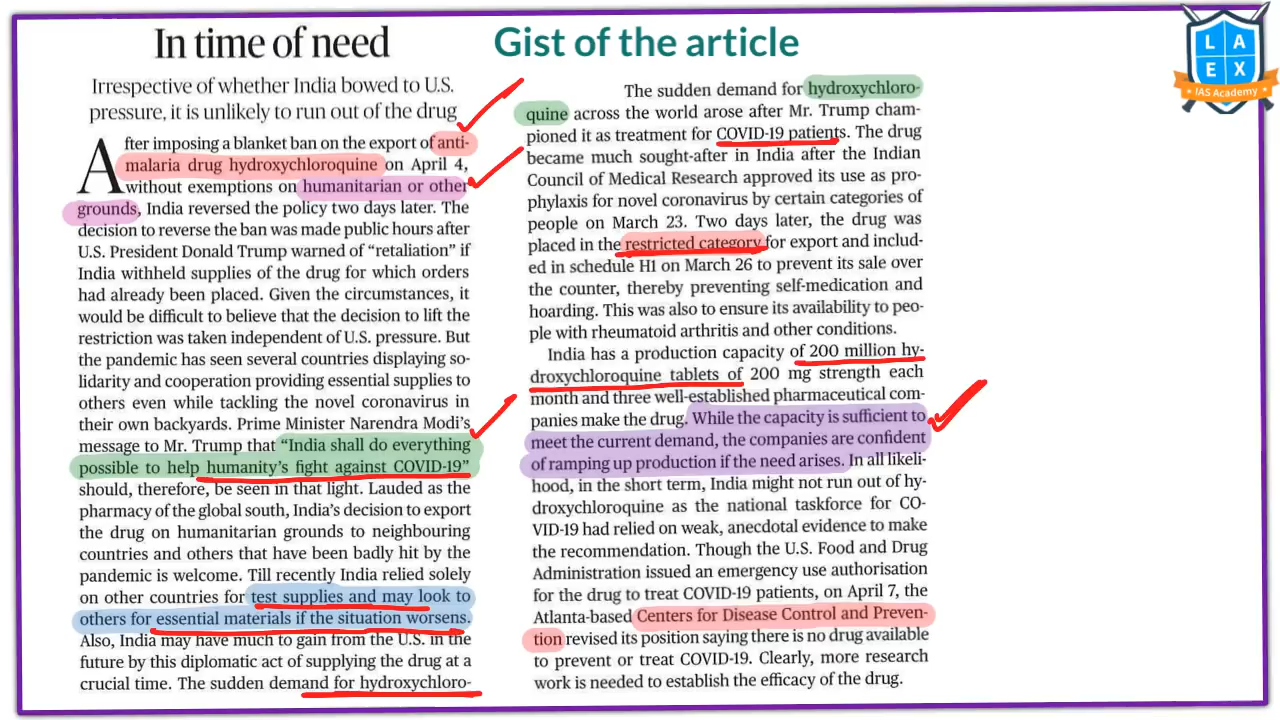 In time of need
Irrespective of whether India bowed to U.S.
pressure, it is unlikely to run out of the drug
After imposing a blanket ban on the export of anti-
malaria drug hydroxychloroquine on April 4,
without exemptions on humanitarian or other
grounds, India reversed the policy two days later. The
decision to reverse the ban was made public hours after
U.S. President Donald Trump warned of “retaliation” if
India withheld supplies of the drug for which orders
had already been placed. Given the circumstances, it
would be difficult to believe that the decision to lift the
restriction was taken independent of U.S. pressure. But
the pandemic has seen several countries displaying so-
lidarity and cooperation providing essential supplies to
others even while tackling the novel coronavirus in
their own backyards. Prime Minister Narendra Modi’s
message to Mr. Trump that “India shall do everything
possible to help humanity’s fight against COVID-19”
should, therefore, be seen in that light. Lauded as the
pharmacy of the global south, India’s decision to export
the drug on humanitarian grounds to neighbouring
countries and others that have been badly hit by the
pandemic is welcome. Till recently India relied solely
on other countries for test supplies and may look to
others for essential materials if the situation worsens.
Also, India may have much to gain from the U.S. in the
future by this diplomatic act of supplying the drug at a
crucial time. The sudden demand for hydroxychloro-
Gist of the article
The sudden demand for hydroxychloro-
quine across the world arose after Mr. Trump cham-
pioned it as treatment for COVID-19 patients. The drug
became much sought-after in India after the Indian
Council of Medical Research approved its use as pro-
phylaxis for novel coronavirus by certain categories of
people on March 23. Two days later, the drug was
placed in the restricted category for export and includ-
ed in schedule H1 on March 26 to prevent its sale over
the counter, thereby preventing self-medication and
hoarding. This was also to ensure its availability to peo-
ple with rheumatoid arthritis and other conditions.
India has a production capacity of 200 million hy-
droxychloroquine tablets of 200 mg strength each
month and three well-established pharmaceutical com-
panies make the drug. While the capacity is sufficient to
meet the current demand, the companies are confident
of ramping up production if the need arises. In all likeli-
hood, in the short term, India might not run out of hy-
droxychloroquine as the national taskforce for CO-
VID-19 had relied on weak, anecdotal evidence to make
the recommendation. Though the U.S. Food and Drug
Administration issued an emergency use authorisation
for the drug to treat COVID-19 patients, on April 7, the
Atlanta-based Centers for Disease Control and Preven-
tion revised its position saying there is no drug available
to prevent or treat COVID-19. Clearly, more research
work is needed to establish the efficacy of the drug.
L A
E X
IAS Academy